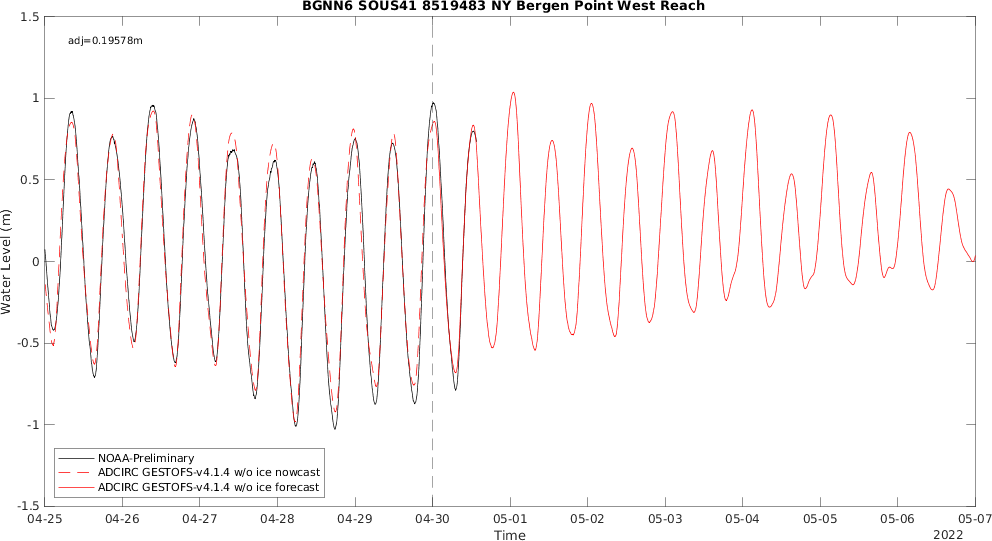 BGNN6 SOUS41 8519483 NY Bergen Point West Reach
adj=0.19578m
1.5
1
0.5
0
-0.5
-1
-1.5
Water Level (m)
NOAA-Preliminary
ADCIRC GESTOFS-v4.1.4 w/o ice nowcast
ADCIRC GESTOFS-v4.1.4 w/o ice forecast
04-25 04-26 04-27 04-28 04-29 04-30 05-01 05-02 05-03 05-04 05-05 05-06 05-07
Time
2022